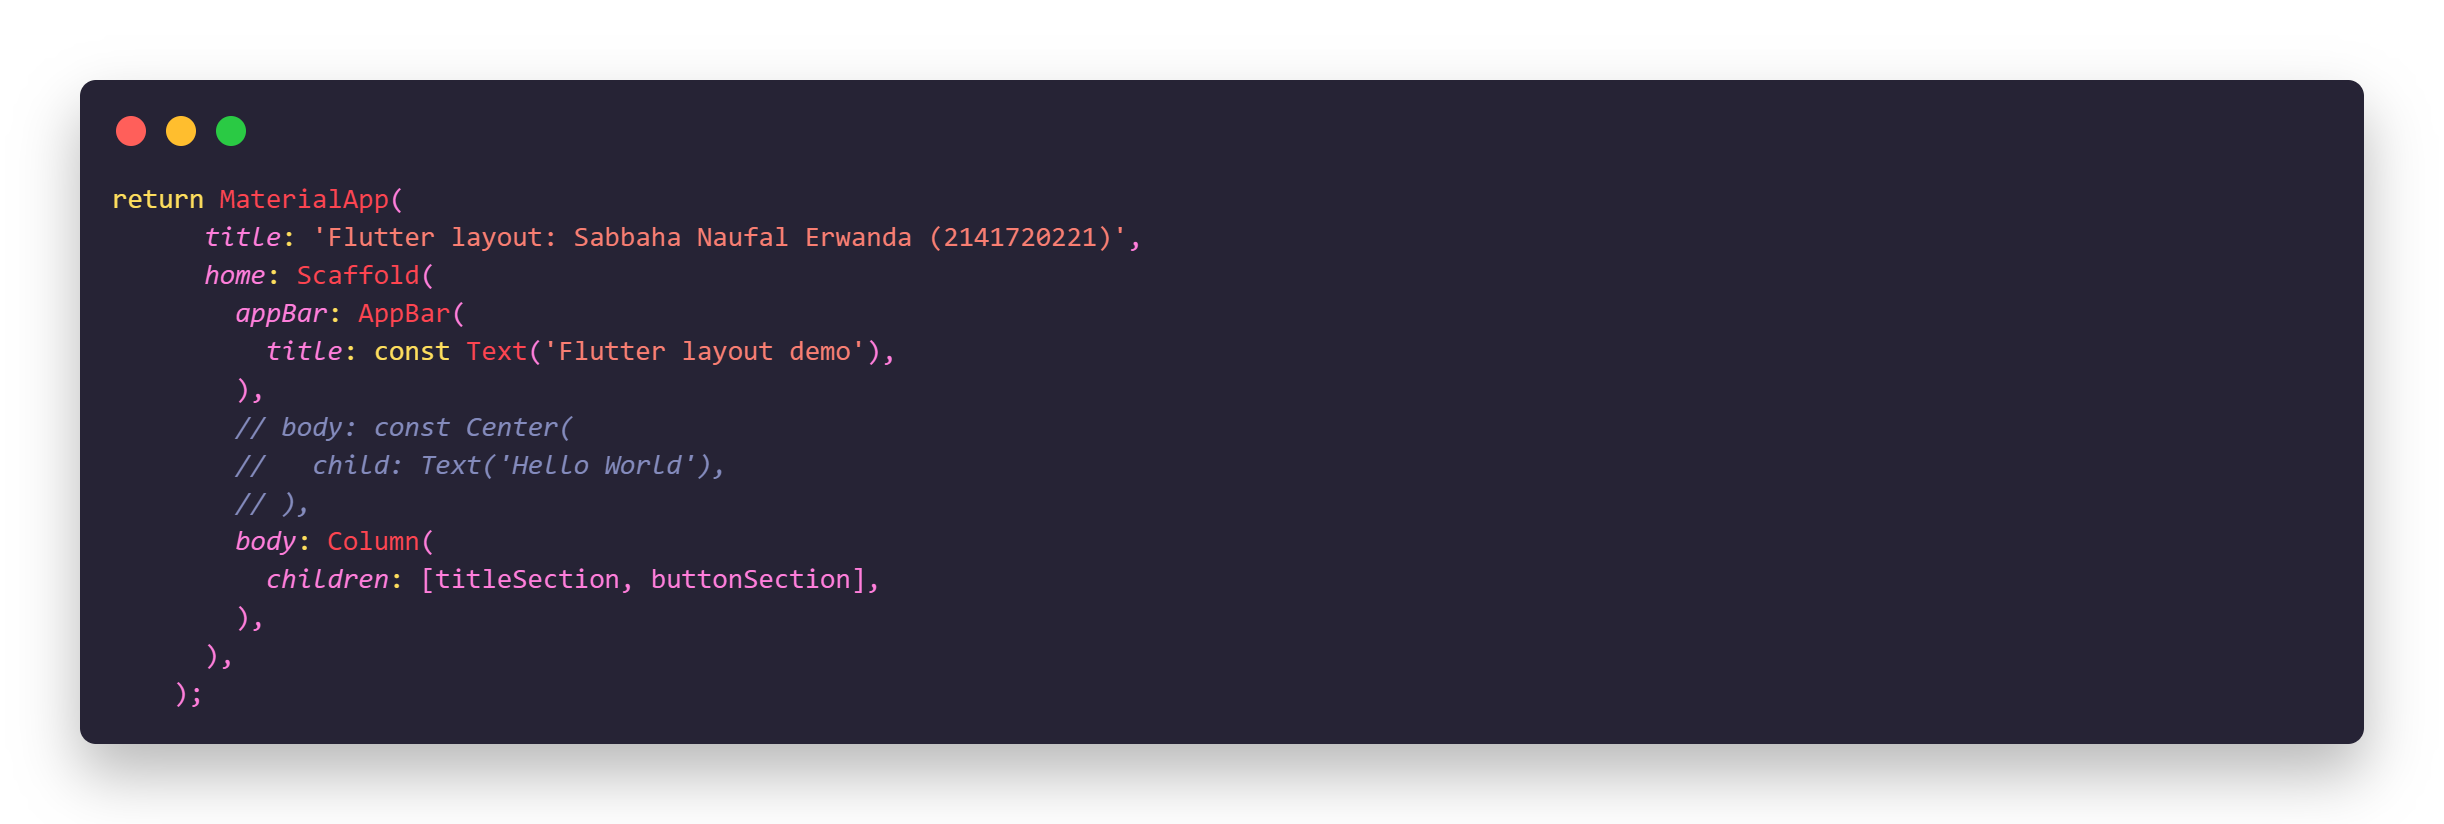 return MaterialApp(
      title: 'Flutter layout: Sabbaha Naufal Erwanda (2141720221)',
      home: Scaffold(
        appBar: AppBar(
          title: const Text('Flutter layout demo'),
        ),
        // body: const Center(
        //   child: Text('Hello World'),
        // ),
        body: Column(
          children: [titleSection, buttonSection],
        ),
      ),
    );